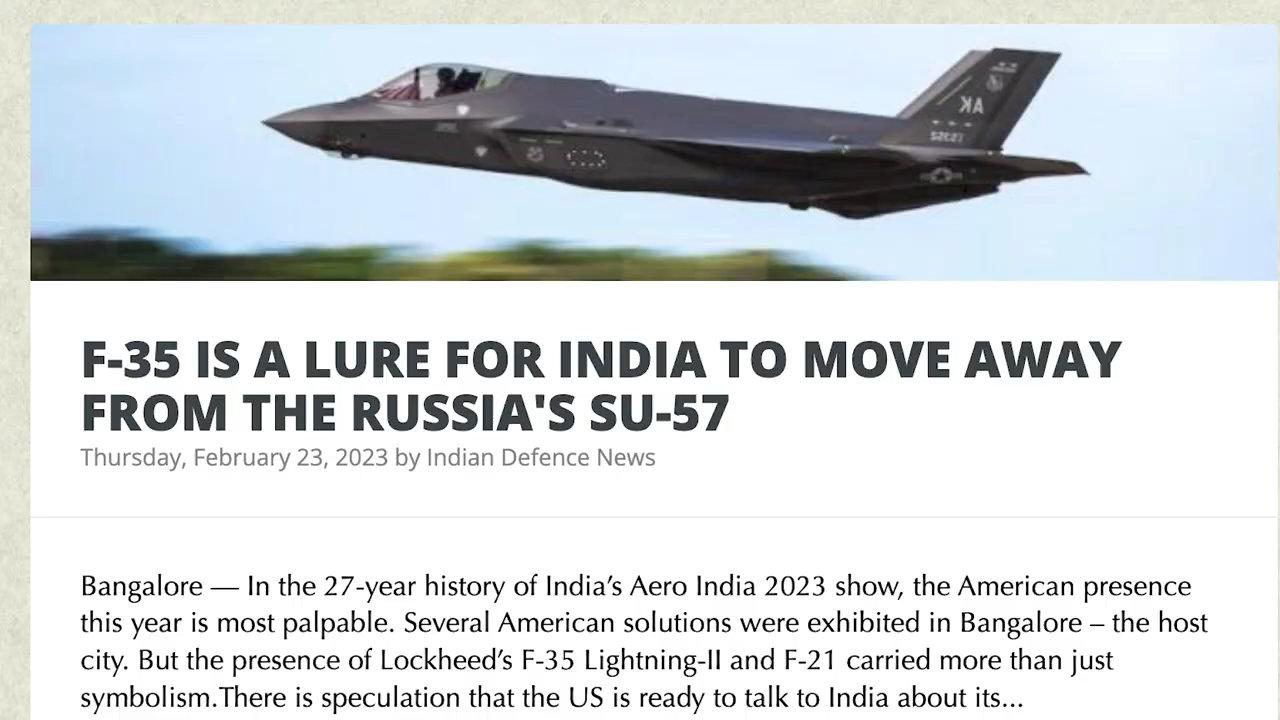 F-35 IS A LURE FOR INDIA TO MOVE AWAY
FROM THE RUSSIA'S SU-57
Thursday, February 23, 2023 by Indian Defence News
Bangalore — In the 27-year history of India’s Aero India 2023 show, the American presence
this year is most palpable. Several American solutions were exhibited in Bangalore – the host
city. But the presence of Lockheed’s F-35 Lightning-II and F-21 carried more than just
symbolism.There is speculation that the US is ready to talk to India about its...